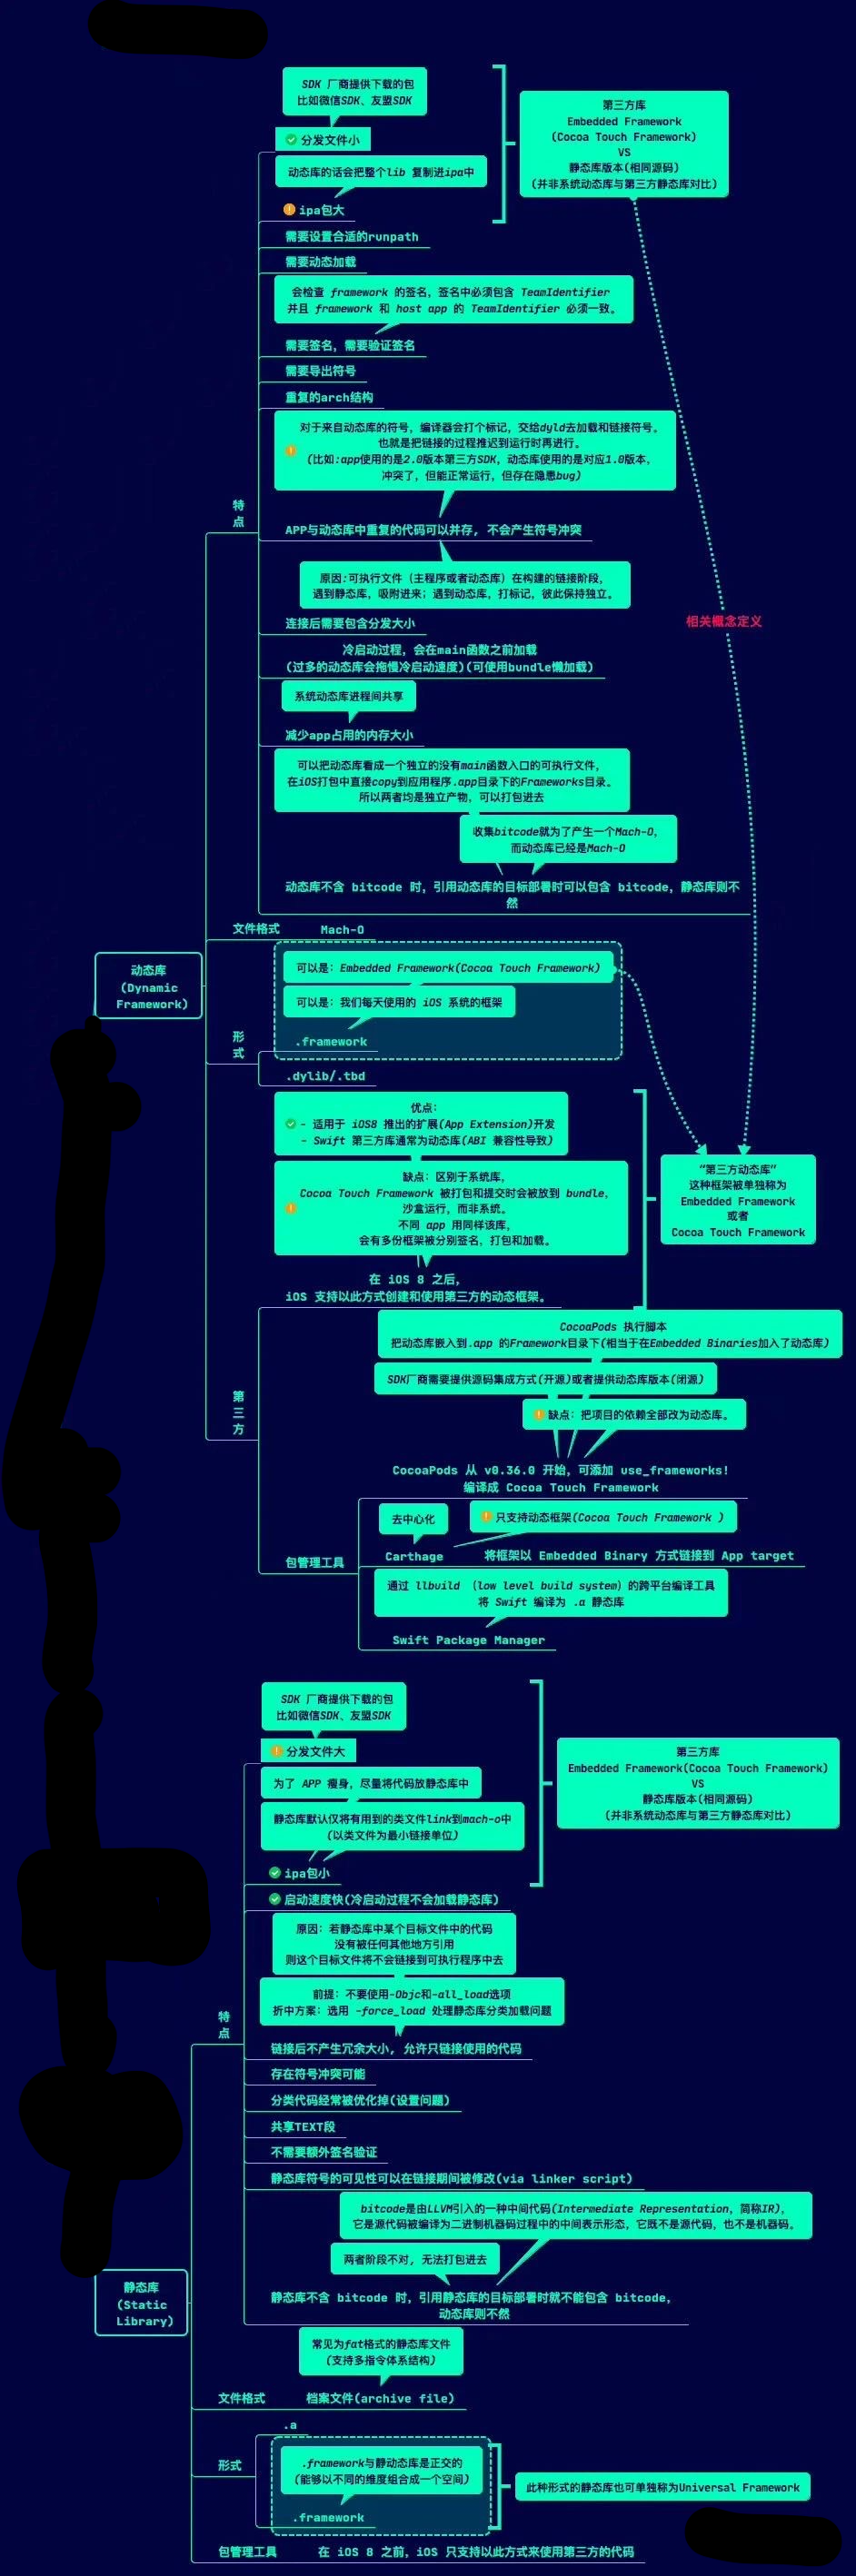 SDK 厂商提供下载的包
比如微信SDK、友盟SDK
分发文件小
动态库的话会把整个lib 复制进ipa中
ipa包大
第三方库
Embedded Framework
(Cocoa Touch Framework)
VS
静态库版本(相同源码)
(并非系统动态库与第三方静态库对比)
需要设置合适的runpath
需要动态加载
会检查 framework 的签名，签名中必须包含 TeamIdentifier
并且 framework 和 host app 的 TeamIdentifier 必须一致。
需要签名，需要验证签名
需要导出符号
重复的arch结构
对于来自动态库的符号，编译器会打个标记，交给dyld去加载和链接符号。
也就是把链接的过程推迟到运行时再进行。
(比如:app使用的是2.0版本第三方SDK，动态库使用的是对应1.0版本，
冲突了，但能正常运行，但存在隐患bug)
特
点
APP与动态库中重复的代码可以并存, 不会产生符号冲突
原因:可执行文件（主程序或者动态库）在构建的链接阶段，
遇到静态库，吸附进来；遇到动态库，打标记，彼此保持独立。
相关概念定义
连接后需要包含分发大小
冷启动过程，会在main函数之前加载
(过多的动态库会拖慢冷启动速度)(可使用bundle懒加载)
系统动态库进程间共享
减少app占用的内存大小
可以把动态库看成一个独立的没有main函数入口的可执行文件，
在iOS打包中直接copy到应用程序.app目录下的Frameworks目录。
所以两者均是独立产物，可以打包进去
收集bitcode就为了产生一个Mach-O，
而动态库已经是Mach-O
动态库不含 bitcode 时，引用动态库的目标部署时可以包含 bitcode，静态库则不
然
文件格式
Mach-O
动态库
(Dynamic
Framework)
可以是：Embedded Framework(Cocoa Touch Framework)
可以是：我们每天使用的 iOS 系统的框架
形
式
.framework
.dylib/.tbd
优点：
- 适用于 iOS8 推出的扩展(App Extension)开发
- Swift 第三方库通常为动态库(ABI 兼容性导致)
缺点：区别于系统库，
Cocoa Touch Framework 被打包和提交时会被放到 bundle，
沙盒运行，而非系统。
不同 app 用同样该库，
会有多份框架被分别签名，打包和加载。
“第三方动态库”
这种框架被单独称为
Embedded Framework
或者
Cocoa Touch Framework
在 iOS 8 之后，
iOS 支持以此方式创建和使用第三方的动态框架。
CocoaPods 执行脚本
把动态库嵌入到.app 的Framework目录下(相当于在Embedded Binaries加入了动态库)
SDK厂商需要提供源码集成方式(开源)或者提供动态库版本(闭源)
第
三
方
缺点：把项目的依赖全部改为动态库。
CocoaPods 从 v0.36.0 开始，可添加 use_frameworks!
编译成 Cocoa Touch Framework
去中心化
只支持动态框架(Cocoa Touch Framework )
Carthage
将框架以 Embedded Binary 方式链接到 App target
包管理工具
通过 llbuild （low level build system）的跨平台编译工具
将 Swift 编译为 .a 静态库
Swift Package Manager
SDK 厂商提供下载的包
比如微信SDK、友盟SDK
分发文件大
为了 APP 瘦身，尽量将代码放静态库中
静态库默认仅将有用到的类文件link到mach-o中
(以类文件为最小链接单位)
ipa包小
第三方库
Embedded Framework(Cocoa Touch Framework)
VS
静态库版本(相同源码)
(并非系统动态库与第三方静态库对比)
启动速度快(冷启动过程不会加载静态库)
原因：若静态库中某个目标文件中的代码
没有被任何其他地方引用
则这个目标文件将不会链接到可执行程序中去
前提：不要使用-Objc和-all_load选项
折中方案：选用 -force_load 处理静态库分类加载问题
特
点
链接后不产生冗余大小, 允许只链接使用的代码
存在符号冲突可能
分类代码经常被优化掉(设置问题)
共享TEXT段
不需要额外签名验证
静态库符号的可见性可以在链接期间被修改(via linker script)
bitcode是由LLVM引入的一种中间代码(Intermediate Representation，简称IR)，
它是源代码被编译为二进制机器码过程中的中间表示形态，它既不是源代码，也不是机器码。
两者阶段不对, 无法打包进去
静态库不含 bitcode 时，引用静态库的目标部署时就不能包含 bitcode，
动态库则不然
静态库
(Static
Library)
常见为fat格式的静态库文件
(支持多指令体系结构)
文件格式
档案文件(archive file)
.a
形式
.framework与静动态库是正交的
(能够以不同的维度组合成一个空间)
.framework
此种形式的静态库也可单独称为Universal Framework
包管理工具
在 iOS 8 之前，iOS 只支持以此方式来使用第三方的代码